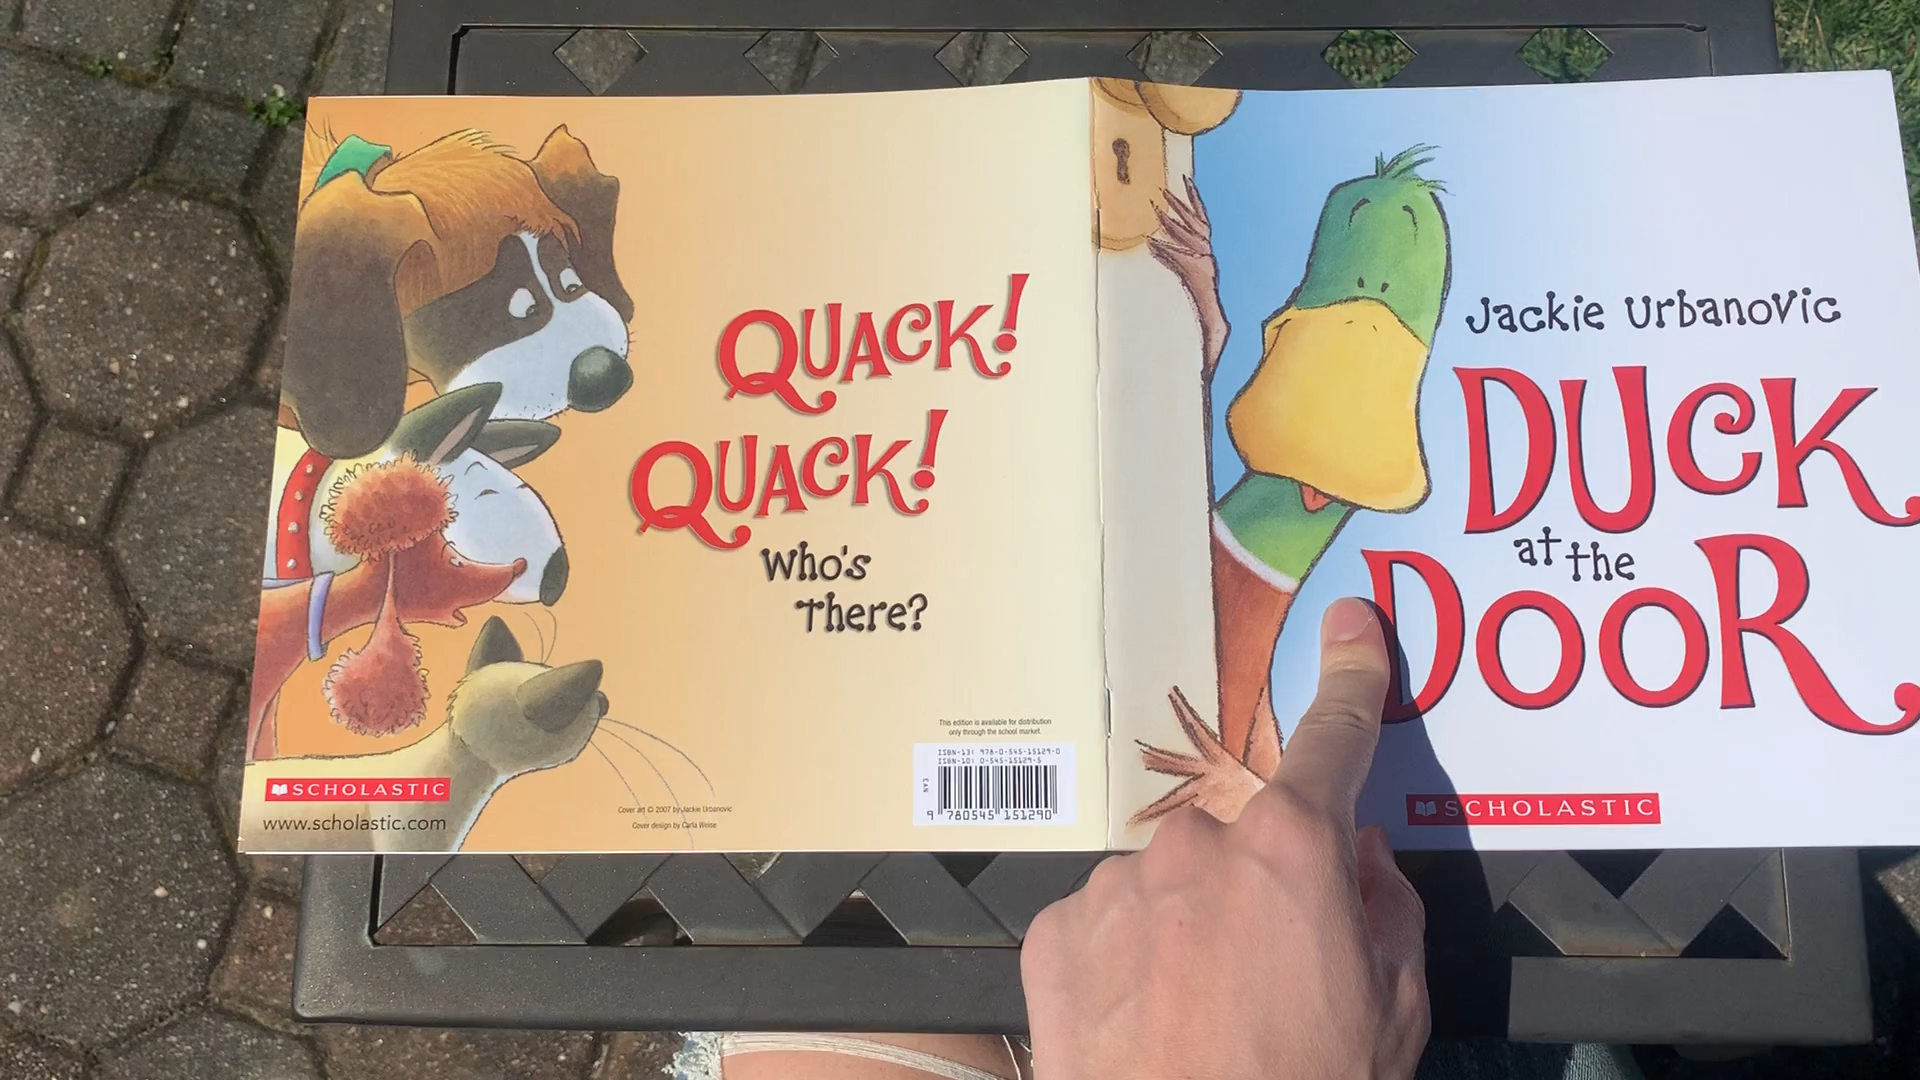 QUACK!
QUACK!
Who's
There?
This edition is available for distribution
only through the school market.
ISBN-13: 978-0-545-15129-0
ISBN-10: 0-545-15129-5
EAN
9 780545 151290
SCHOLASTIC
www.scholastic.com
Cover art © 2007 by Jackie Urbanovic
Cover design by Carla Weise
Jackie Urbanovic
DUCK
at the
DOOR
SCHOLASTIC